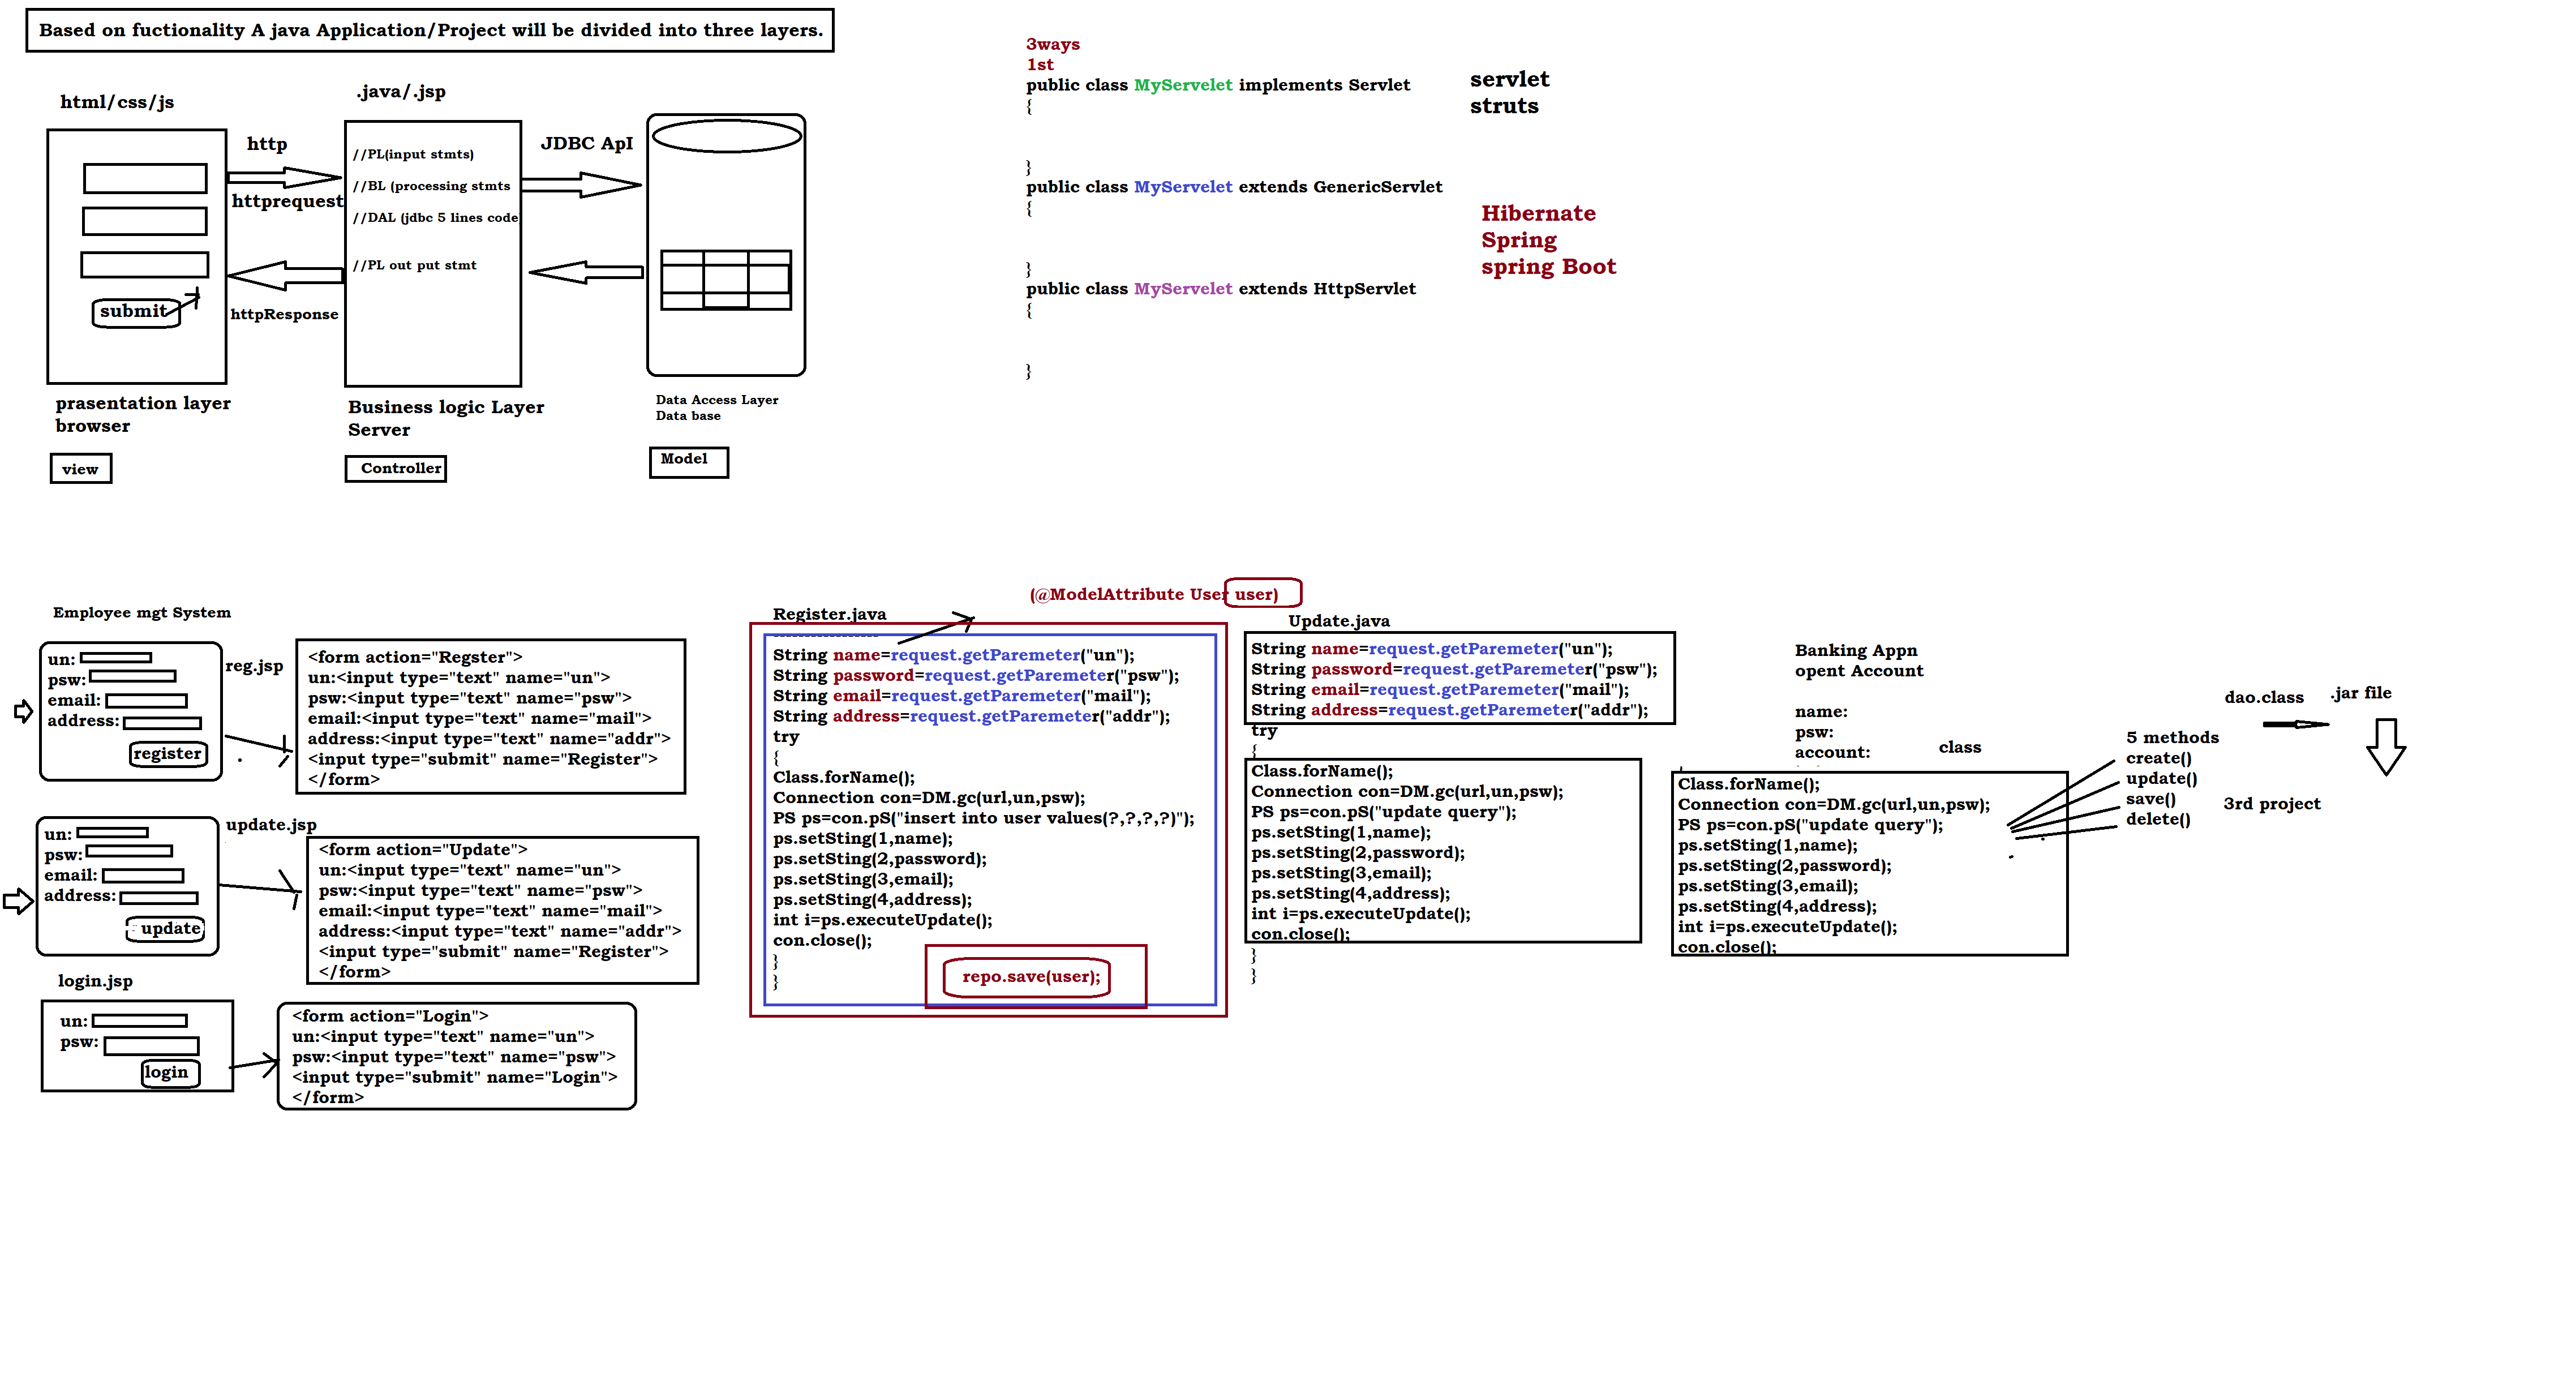 Based on fuctionality A java Application/Project will be divided into three layers.
html/css/js
.java/.jsp
http
httprequest
httpResponse
submit
//PL(input stmts)
//BL (processing stmts
//DAL (jdbc 5 lines code
//PL out put stmt
JDBC ApI
prasentation layer
browser
view
Business logic Layer
Server
Controller
Data Access Layer
Data base
Model
3ways
1st
public class MyServelet implements Servlet
{
}
public class MyServelet extends GenericServlet
{
}
public class MyServelet extends HttpServlet
{
}
servlet
struts
Hibernate
Spring
spring Boot
Employee mgt System
un:
psw:
email:
address:
register
reg.jsp
<form action="Regster">
un:<input type="text" name="un">
psw:<input type="text" name="psw">
email:<input type="text" name="mail">
address:<input type="text" name="addr">
<input type="submit" name="Register">
</form>
un:
psw:
email:
address:
update
update.jsp
<form action="Update">
un:<input type="text" name="un">
psw:<input type="text" name="psw">
email:<input type="text" name="mail">
address:<input type="text" name="addr">
<input type="submit" name="Register">
</form>
login.jsp
un:
psw:
login
<form action="Login">
un:<input type="text" name="un">
psw:<input type="text" name="psw">
<input type="submit" name="Login">
</form>
(@ModelAttribute User user)
Register.java
-----------------
String name=request.getParemeter("un");
String password=request.getParemeter("psw");
String email=request.getParemeter("mail");
String address=request.getParemeter("addr");
try
{
Class.forName();
Connection con=DM.gc(url,un,psw);
PS ps=con.pS("insert into user values(?,?,?,?)");
ps.setSting(1,name);
ps.setSting(2,password);
ps.setSting(3,email);
ps.setSting(4,address);
int i=ps.executeUpdate();
con.close();
}
}
repo.save(user);
Update.java
String name=request.getParemeter("un");
String password=request.getParemeter("psw");
String email=request.getParemeter("mail");
String address=request.getParemeter("addr");
try
{
Class.forName();
Connection con=DM.gc(url,un,psw);
PS ps=con.pS("update query");
ps.setSting(1,name);
ps.setSting(2,password);
ps.setSting(3,email);
ps.setSting(4,address);
int i=ps.executeUpdate();
con.close();
}
}
Banking Appn
opent Account
name:
psw:
account:
class
Class.forName();
Connection con=DM.gc(url,un,psw);
PS ps=con.pS("update query");
ps.setSting(1,name);
ps.setSting(2,password);
ps.setSting(3,email);
ps.setSting(4,address);
int i=ps.executeUpdate();
con.close();
5 methods
create()
update()
save()
delete()
dao.class
.jar file
3rd project